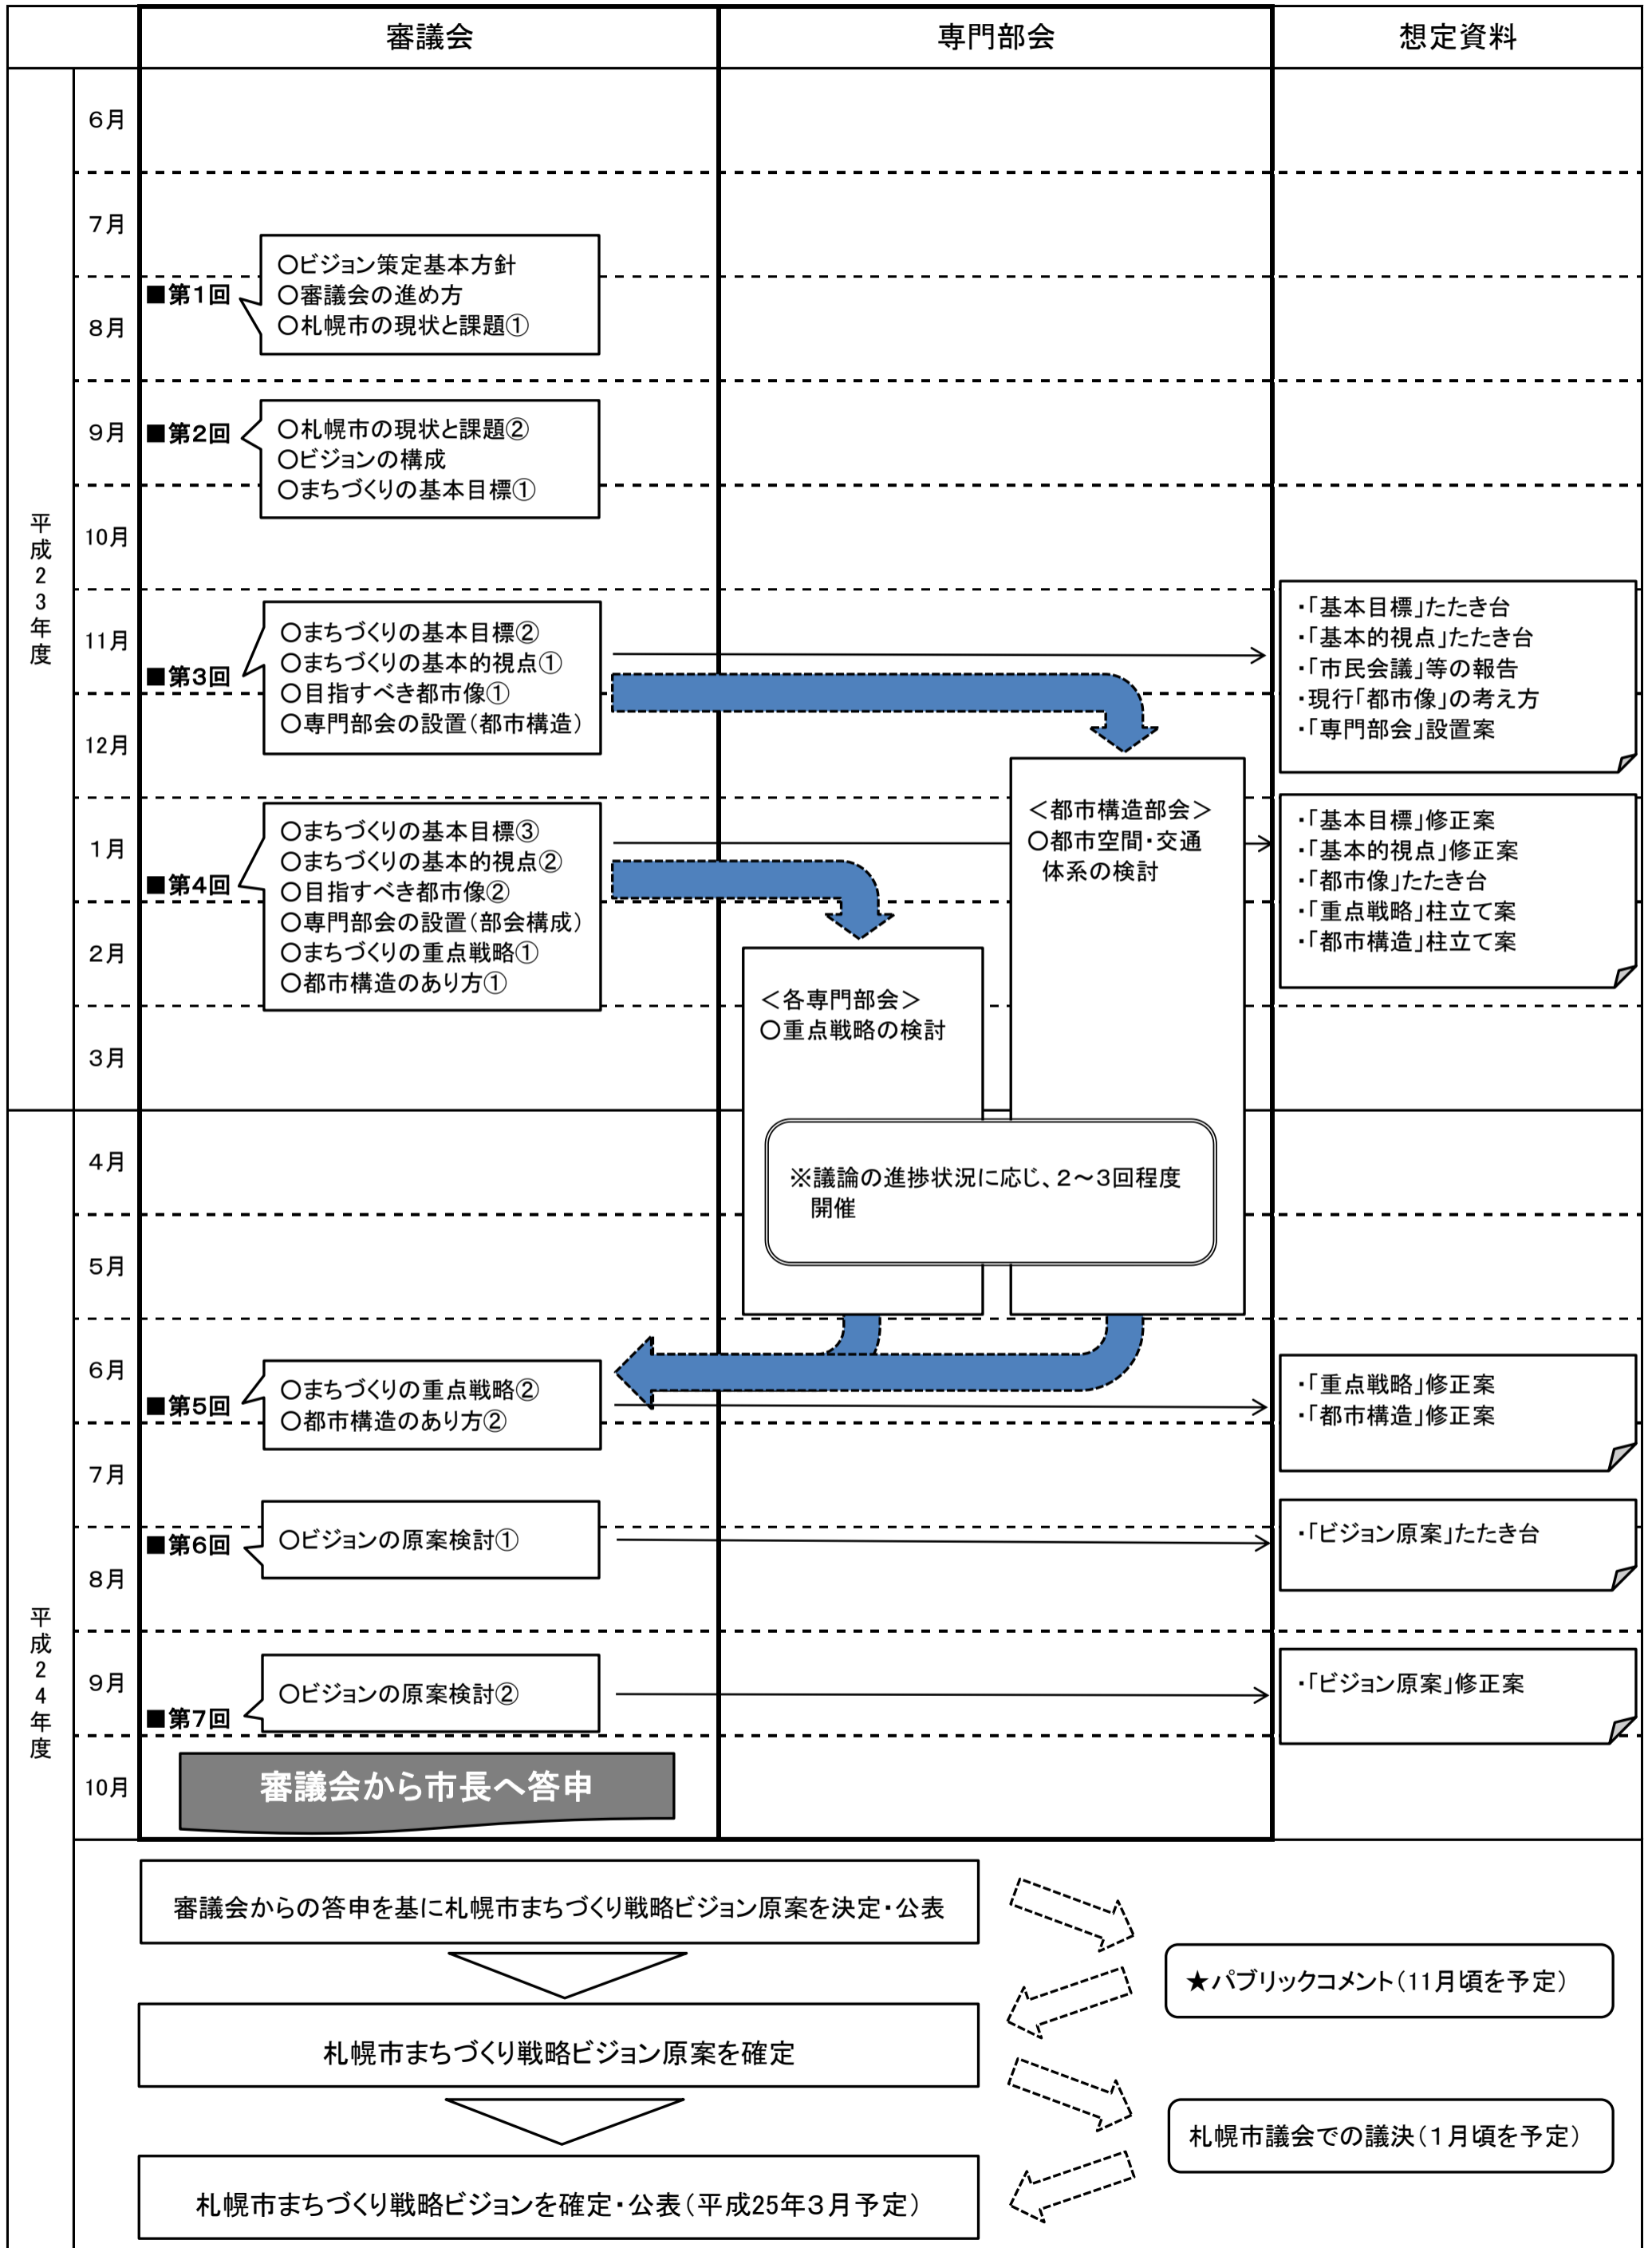 審議会
専門部会
想定資料
平成23年度
6月
7月
■第1回
○ビジョン策定基本方針
○審議会の進め方
○札幌市の現状と課題①
8月
9月
■第2回
○札幌市の現状と課題②
○ビジョンの構成
○まちづくりの基本目標①
10月
11月
■第3回
○まちづくりの基本目標②
○まちづくりの基本的視点①
○目指すべき都市像①
○専門部会の設置(都市構造)
・「基本目標」たたき台
・「基本的視点」たたき台
・「市民会議」等の報告
・現行「都市像」の考え方
・「専門部会」設置案
12月
<都市構造部会>
○都市空間・交通
体系の検討
1月
■第4回
○まちづくりの基本目標③
○まちづくりの基本的視点②
○目指すべき都市像②
○専門部会の設置(部会構成)
○まちづくりの重点戦略①
○都市構造のあり方①
・「基本目標」修正案
・「基本的視点」修正案
・「都市像」たたき台
・「重点戦略」柱立て案
・「都市構造」柱立て案
2月
<各専門部会>
○重点戦略の検討
3月
平成24年度
4月
※議論の進捗状況に応じ、2~3回程度
開催
5月
6月
■第5回
○まちづくりの重点戦略②
○都市構造のあり方②
・「重点戦略」修正案
・「都市構造」修正案
7月
■第6回
○ビジョンの原案検討①
・「ビジョン原案」たたき台
8月
9月
■第7回
○ビジョンの原案検討②
・「ビジョン原案」修正案
10月
審議会から市長へ答申
審議会からの答申を基に札幌市まちづくり戦略ビジョン原案を決定・公表
★パブリックコメント(11月頃を予定)
札幌市まちづくり戦略ビジョン原案を確定
札幌市議会での議決(1月頃を予定)
札幌市まちづくり戦略ビジョンを確定・公表(平成25年3月予定)